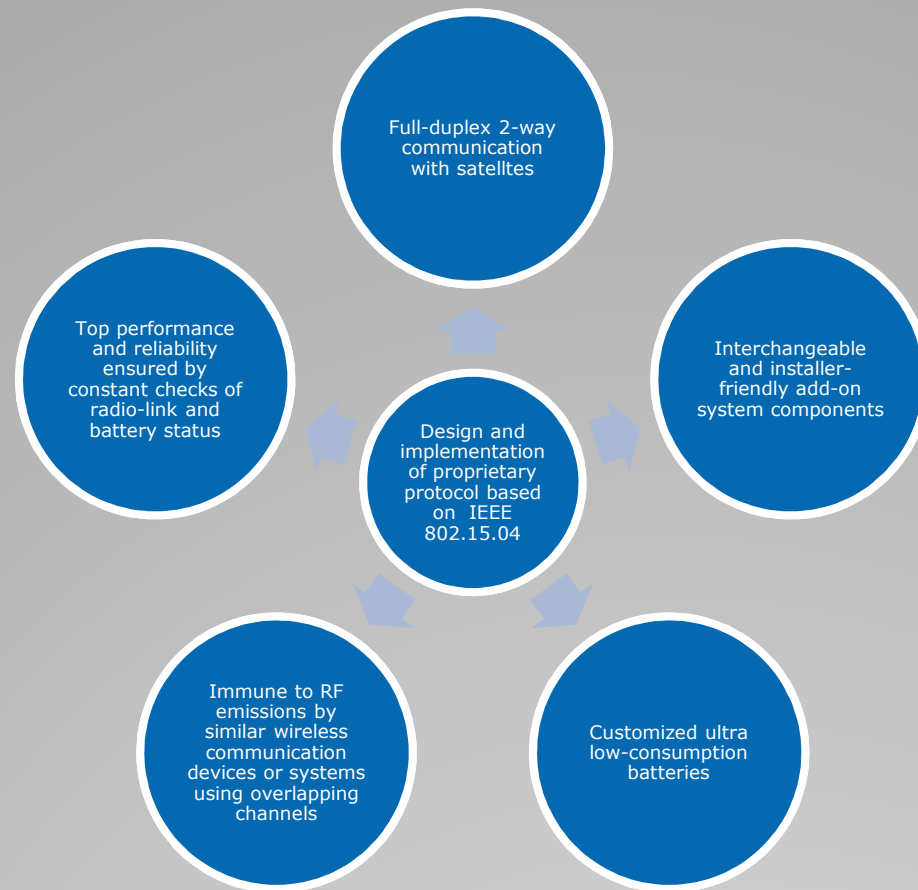 Full-duplex 2-way
communication
with satelltes
Top performance
and reliability
ensured by
constant checks of
radio-link and
battery status
Interchangeable
and installer-
friendly add-on
system components
Design and
implementation
of proprietary
protocol based
on IEEE
802.15.04
Immune to RF
emissions by
similar wireless
communication
devices or systems
using overlapping
channels
Customized ultra
low-consumption
batteries